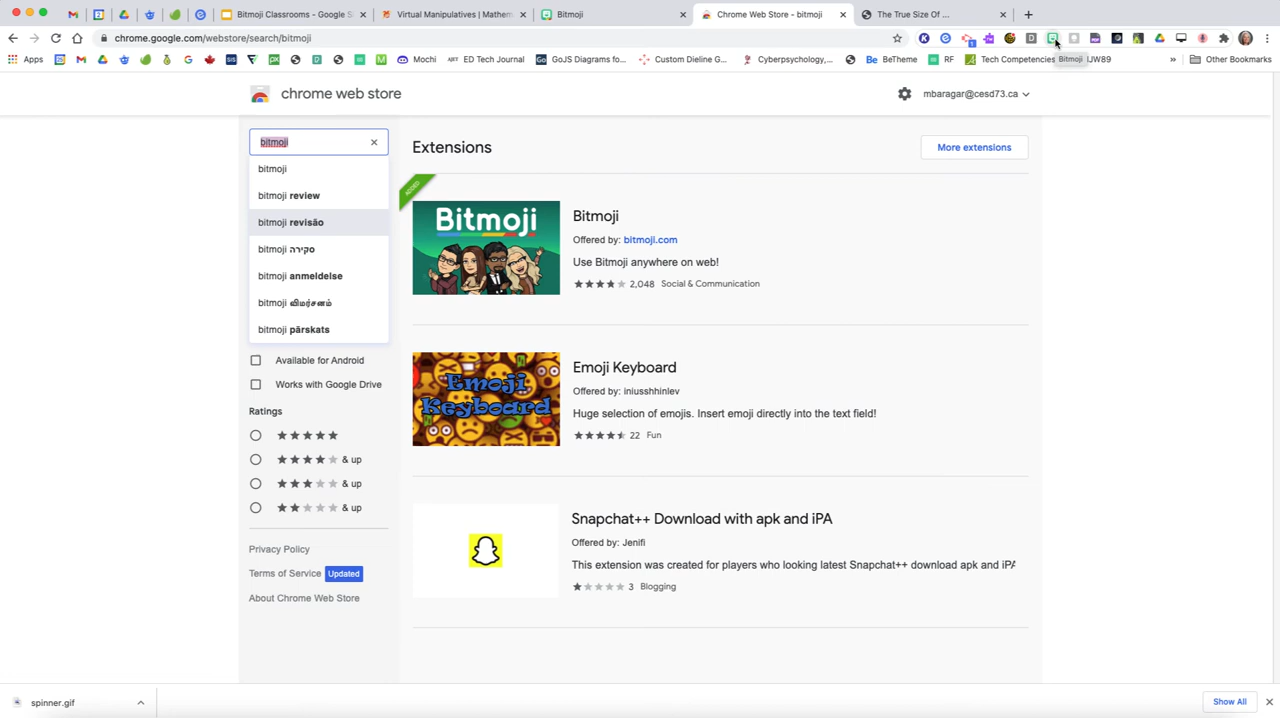 Bitmoji Classrooms - Google S
Virtual Manipulatives | Mathem
Bitmoji
Chrome Web Store - bitmoji
The True Size Of ...
chrome.google.com/webstore/search/bitmoji
Apps
Mochi
ED Tech Journal
GoJS Diagrams for...
Custom Dieline G...
Cyberpsychology,...
BeTheme
RF
Tech Competencies
Bitmoji
IJW89
Other Bookmarks
chrome web store
mbaragar@cesd73.ca
bitmoji
bitmoji
bitmoji review
bitmoji revisão
bitmoji סקירה
bitmoji anmeldelse
bitmoji விமர்சனம்
bitmoji pārskats
Available for Android
Works with Google Drive
Ratings
& up
& up
& up
Privacy Policy
Terms of Service Updated
About Chrome Web Store
Extensions
More extensions
ADDED
Bitmoji
Bitmoji
Offered by: bitmoji.com
Use Bitmoji anywhere on web!
2,048 Social & Communication
Emoji
Keyboard
Emoji Keyboard
Offered by: iniusshhinlev
Huge selection of emojis. Insert emoji directly into the text field!
22 Fun
Snapchat++ Download with apk and iPA
Offered by: Jenifi
This extension was created for players who looking latest Snapchat++ download apk and iPA
3 Blogging
spinner.gif
Show All